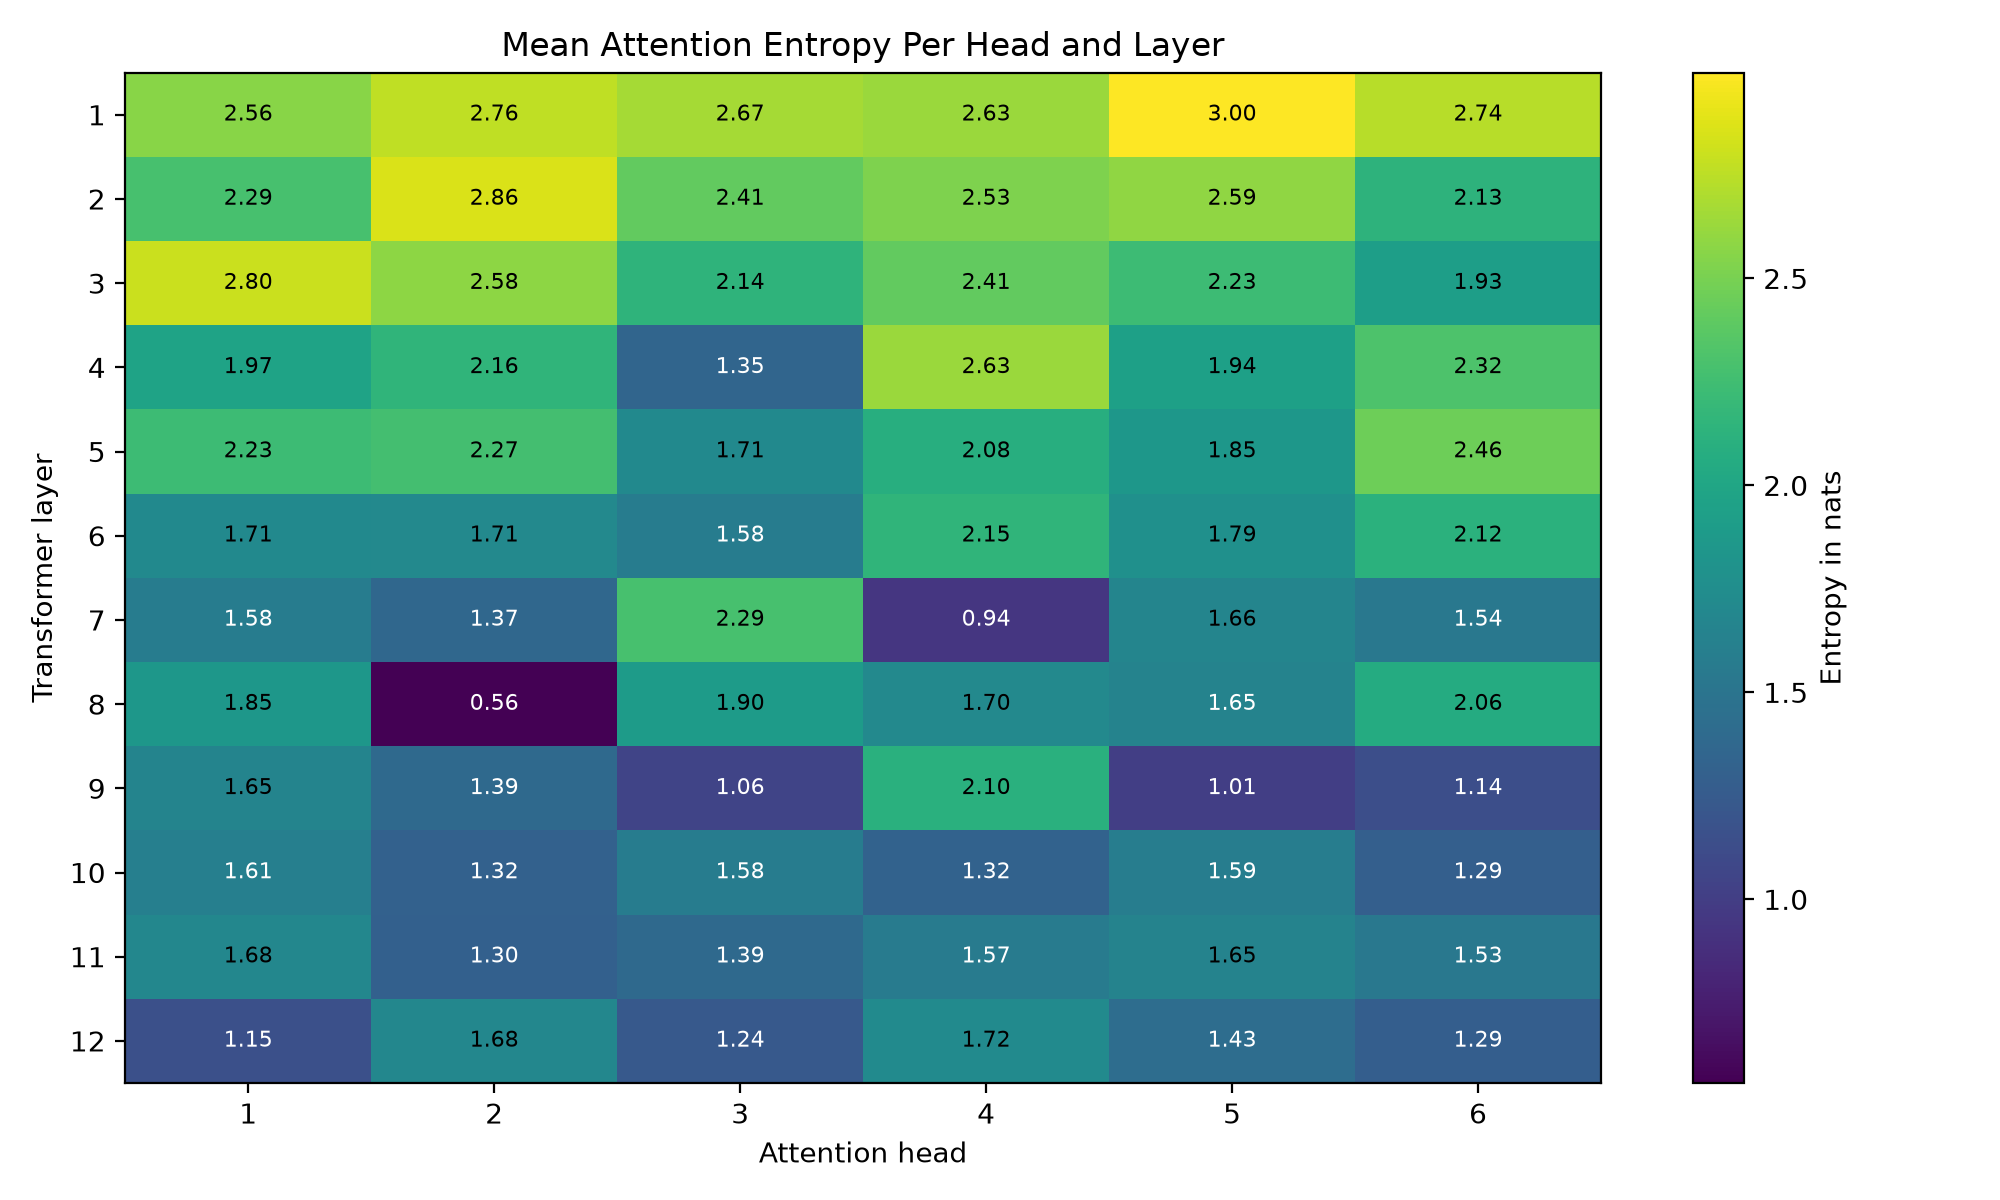 Mean Attention Entropy Per Head and Layer
1 2.56 2.76 2.67 2.63 3.00 2.74
2 2.29 2.86 2.41 2.53 2.59 2.13
3 2.80 2.58 2.14 2.41 2.23 1.93
4 1.97 2.16 1.35 2.63 1.94 2.32
5 2.23 2.27 1.71 2.08 1.85 2.46
6 1.71 1.71 1.58 2.15 1.79 2.12
7 1.58 1.37 2.29 0.94 1.66 1.54
8 1.85 0.56 1.90 1.70 1.65 2.06
9 1.65 1.39 1.06 2.10 1.01 1.14
10 1.61 1.32 1.58 1.32 1.59 1.29
11 1.68 1.30 1.39 1.57 1.65 1.53
12 1.15 1.68 1.24 1.72 1.43 1.29
1 2 3 4 5 6
Attention head
Transformer layer
2.5
2.0
1.5
1.0
Entropy in nats